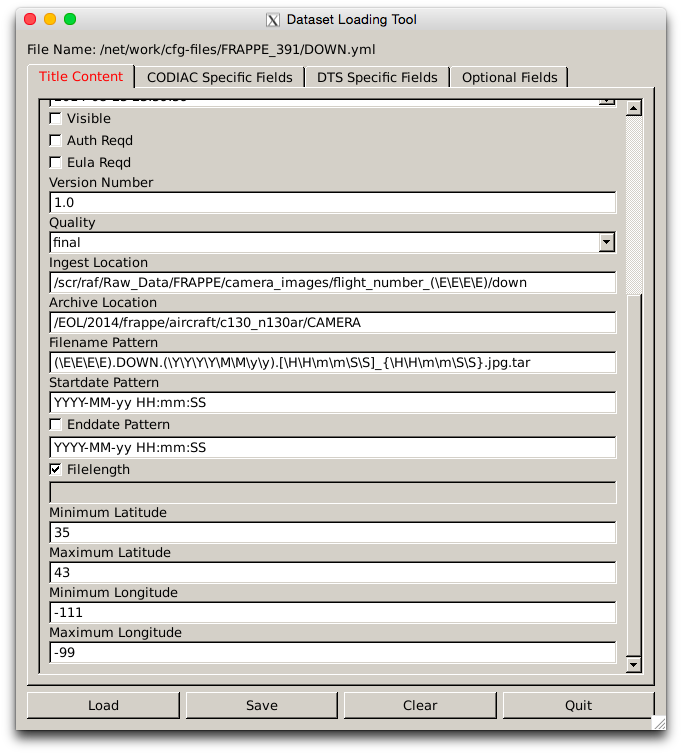 Dataset Loading Tool
File Name: /net/work/cfg-files/FRAPPE_391/DOWN.yml
Title Content CODIAC Specific Fields DTS Specific Fields Optional Fields
Visible
Auth Reqd
Eula Reqd
Version Number
1.0
Quality
final
Ingest Location
/scr/raf/Raw_Data/FRAPPE/camera_images/flight_number_(\E\E\E\E)/down
Archive Location
/EOL/2014/frappe/aircraft/c130_n130ar/CAMERA
Filename Pattern
(\E\E\E\E).DOWN.(\Y\Y\Y\Y\M\M\y\y).[\H\H\m\m\S\S]_{\H\H\m\m\S\S}.jpg.tar
Startdate Pattern
YYYY-MM-yy HH:mm:SS
Enddate Pattern
YYYY-MM-yy HH:mm:SS
Filelength
Minimum Latitude
35
Maximum Latitude
43
Minimum Longitude
-111
Maximum Longitude
-99
Load Save Clear Quit